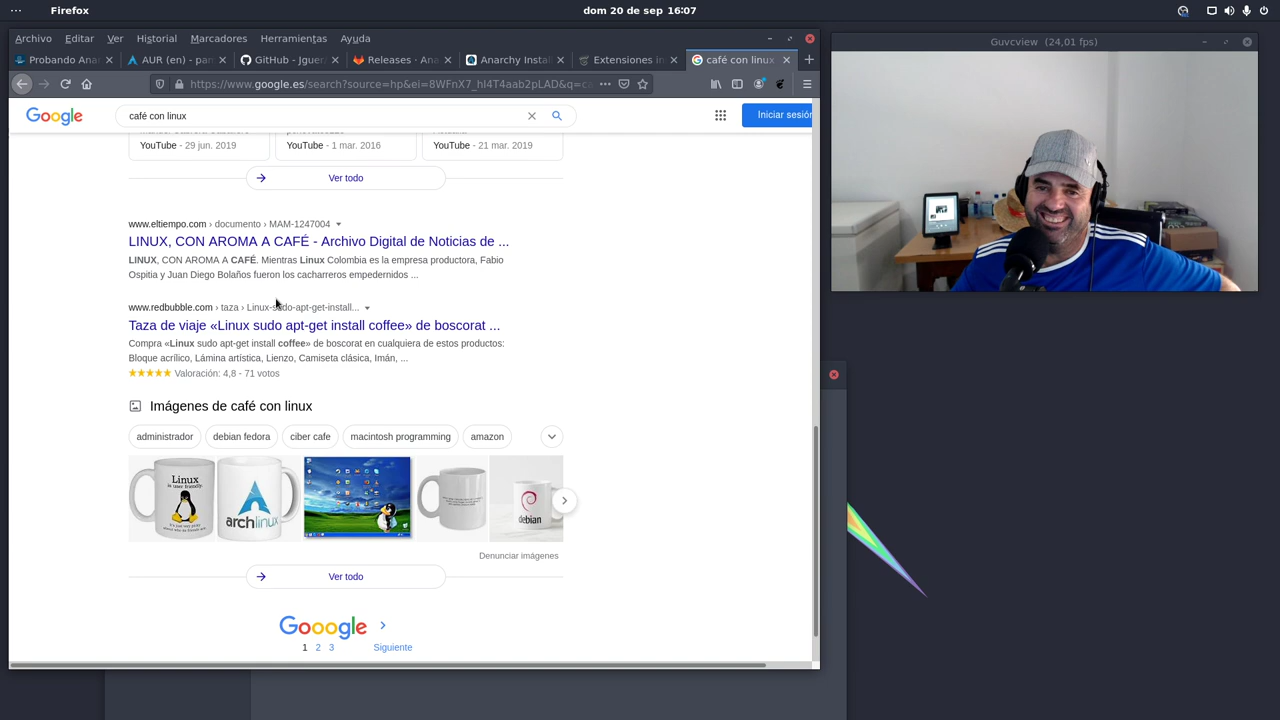 Firefox
dom 20 de sep 16:07
Archivo Editar Ver Historial Marcadores Herramientas Ayuda
Guvcview (24,01 fps)
Probando Ana
AUR (en) - pa
GitHub - Jguer
Releases · Ana
Anarchy Instal
Extensiones in
café con linux
https://www.google.es/search?source=hp&ei=8WFnX7_hI4T4aab2pLAD&q=c
Google
café con linux
Iniciar sesión
YouTube - 29 jun. 2019
YouTube - 1 mar. 2016
YouTube - 21 mar. 2019
Ver todo
www.eltiempo.com › documento › MAM-1247004
LINUX, CON AROMA A CAFÉ - Archivo Digital de Noticias de ...
LINUX, CON AROMA A CAFÉ. Mientras Linux Colombia es la empresa productora, Fabio
Ospitia y Juan Diego Bolaños fueron los cacharreros empedernidos ...
www.redbubble.com › taza › Linux-sudo-apt-get-install...
Taza de viaje «Linux sudo apt-get install coffee» de boscorat ...
Compra «Linux sudo apt-get install coffee» de boscorat en cualquiera de estos productos:
Bloque acrílico, Lámina artística, Lienzo, Camiseta clásica, Imán, ...
Valoración: 4,8 - 71 votos
Imágenes de café con linux
administrador
debian fedora
ciber cafe
macintosh programming
amazon
Linux
is user friendly
archlinux
debian
Denunciar imágenes
Ver todo
Gooogle
1 2 3 Siguiente